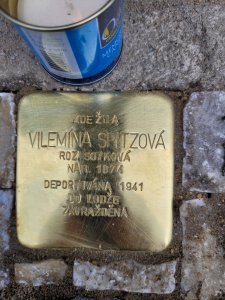 ZDE ŽILA
VILEMÍNA SPITZOVÁ
ROZ.
NAR. 1874
DEPORTOVÁNA 1941
DO LODŽE
ZAVRAŽDĚNA